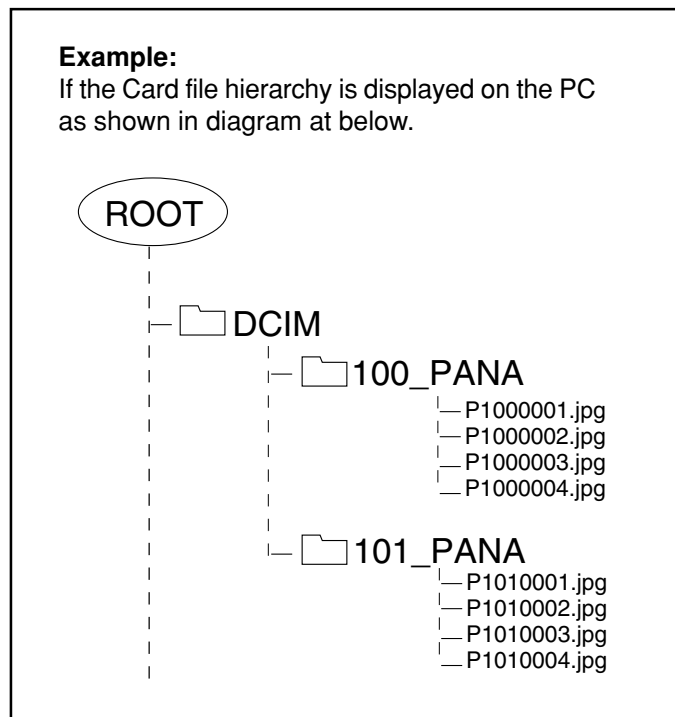 Example:
If the Card file hierarchy is displayed on the PC
as shown in diagram at below.
ROOT
DCIM
100_PANA
P1000001.jpg
P1000002.jpg
P1000003.jpg
P1000004.jpg
101_PANA
P1010001.jpg
P1010002.jpg
P1010003.jpg
P1010004.jpg